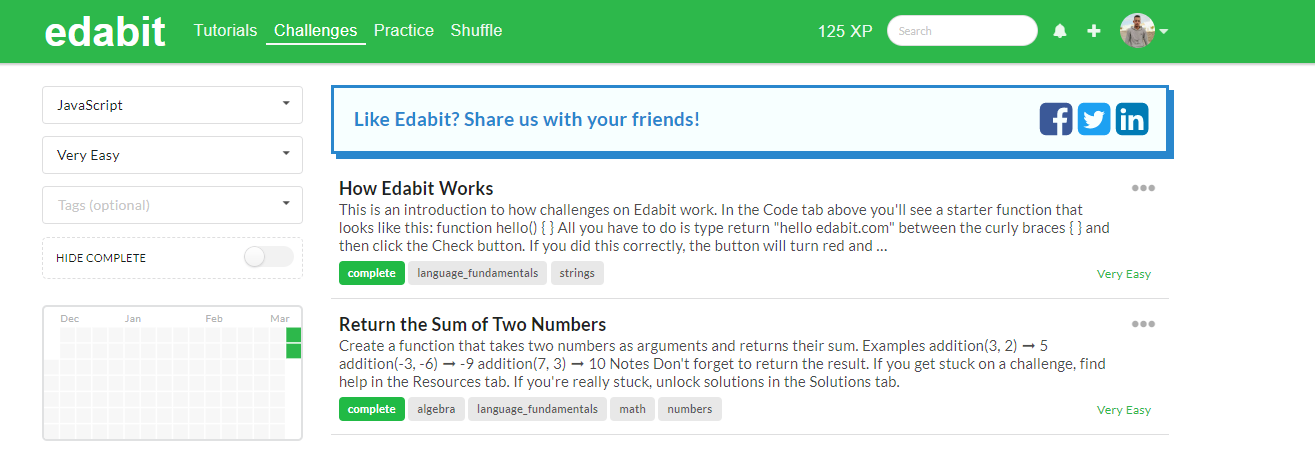 edabit Tutorials Challenges Practice Shuffle 125 XP Search
JavaScript
Very Easy
Tags (optional)
HIDE COMPLETE
Dec Jan Feb Mar
Like Edabit? Share us with your friends!
How Edabit Works
This is an introduction to how challenges on Edabit work. In the Code tab above you'll see a starter function that
looks like this: function hello() { } All you have to do is type return "hello edabit.com" between the curly braces { } and
then click the Check button. If you did this correctly, the button will turn red and ...
complete language_fundamentals strings Very Easy
Return the Sum of Two Numbers
Create a function that takes two numbers as arguments and returns their sum. Examples addition(3, 2) ➞ 5
addition(-3, -6) ➞ -9 addition(7, 3) ➞ 10 Notes Don't forget to return the result. If you get stuck on a challenge, find
help in the Resources tab. If you're really stuck, unlock solutions in the Solutions tab.
complete algebra language_fundamentals math numbers Very Easy